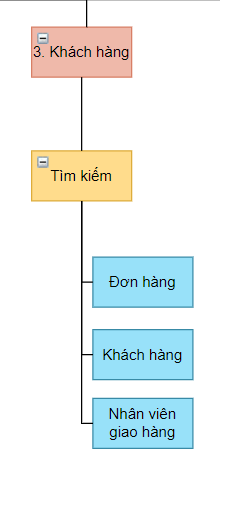 3. Khách hàng
Tìm kiếm
Đơn hàng
Khách hàng
Nhân viên
giao hàng